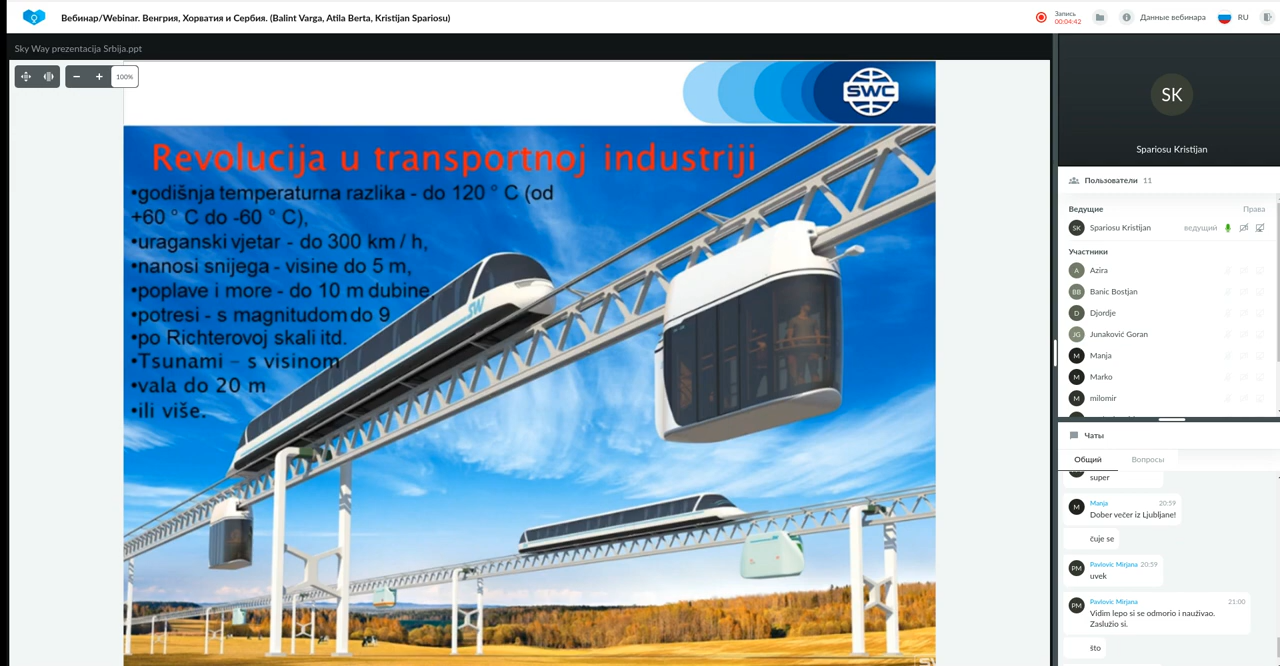 Вебинар/Webinar. Венгрия, Хорватия и Сербия. (Balint Varga, Atila Berta, Kristijan Spariosu)
Запись
00:04:42
Данные вебинара
RU
Sky Way prezentacija Srbija.ppt
100%
SWC
Revolucija u transportnoj industriji
•godišnja temperaturna razlika - do 120 ° C (od
+60 ° C do -60 ° C),
•uraganski vjetar - do 300 km / h,
•nanosi snijega - visine do 5 m,
•poplave i more - do 10 m dubine,
•potresi - s magnitudom do 9
•po Richterovoj skali itd.
•Tsunami – s visinom
•vala do 20 m
•ili više.
SW
SK
Spariosu Kristijan
Пользователи 11
Ведущие Права
SK Spariosu Kristijan ведущий
Участники
A Azira
BB Banic Bostjan
D Djordje
JG Junaković Goran
M Manja
M Marko
M milomir
Чаты
Общий Вопросы
super
M Manja 20:59
Dober večer iz Ljubljane!
čuje se
PM Pavlovic Mirjana 20:59
uvek
PM Pavlovic Mirjana 21:00
Vidim lepo si se odmorio i nauživao.
Zaslužio si.
što